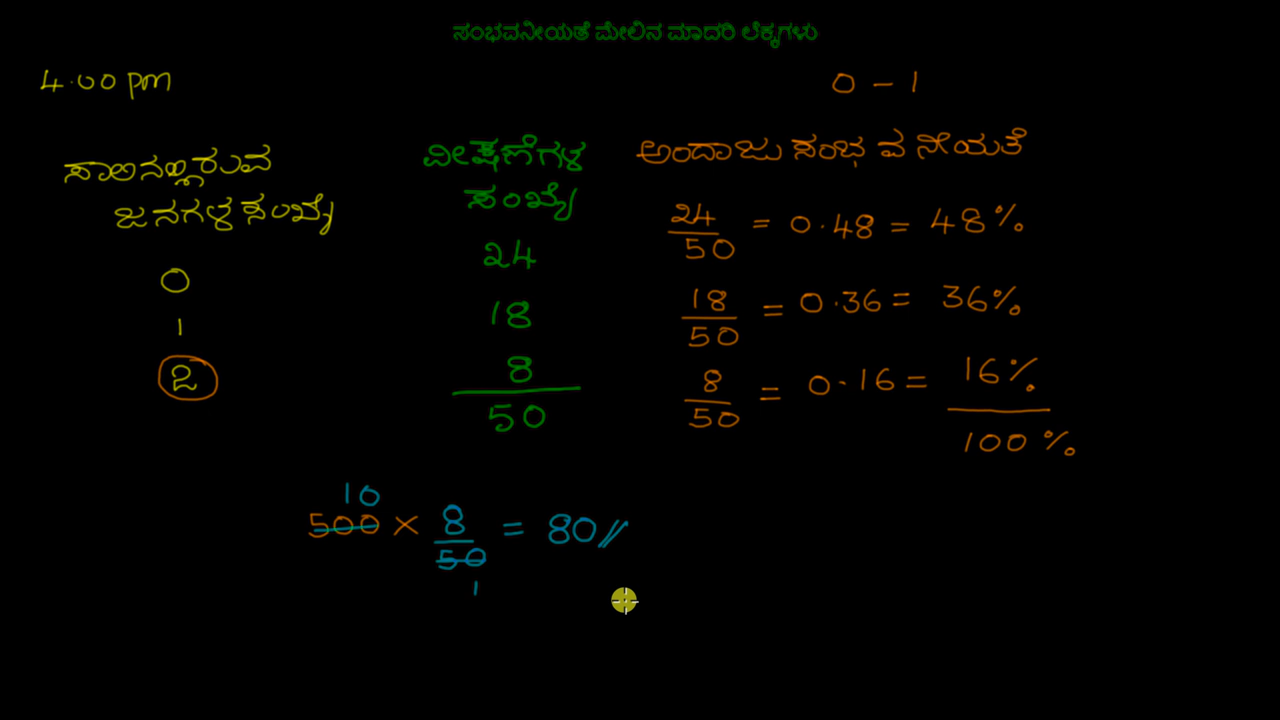 ಸಂಭವನೀಯತೆ ಮೇಲಿನ ಮಾದರಿ ಲೆಕ್ಕಗಳು
4.00 pm
0 - 1
ಸಾಲಿನಲ್ಲಿರುವ
ಜನಗಳ ಸಂಖ್ಯೆ
ವೀಕ್ಷಣೆಗಳ
ಸಂಖ್ಯೆ
ಅಂದಾಜು ಸಂಭವನೀಯತೆ
0
24
24/50 = 0.48 = 48%
1
18
18/50 = 0.36 = 36%
2
8
8/50 = 0.16 = 16%
50
100%
10
500 × 8/50 = 80//
1